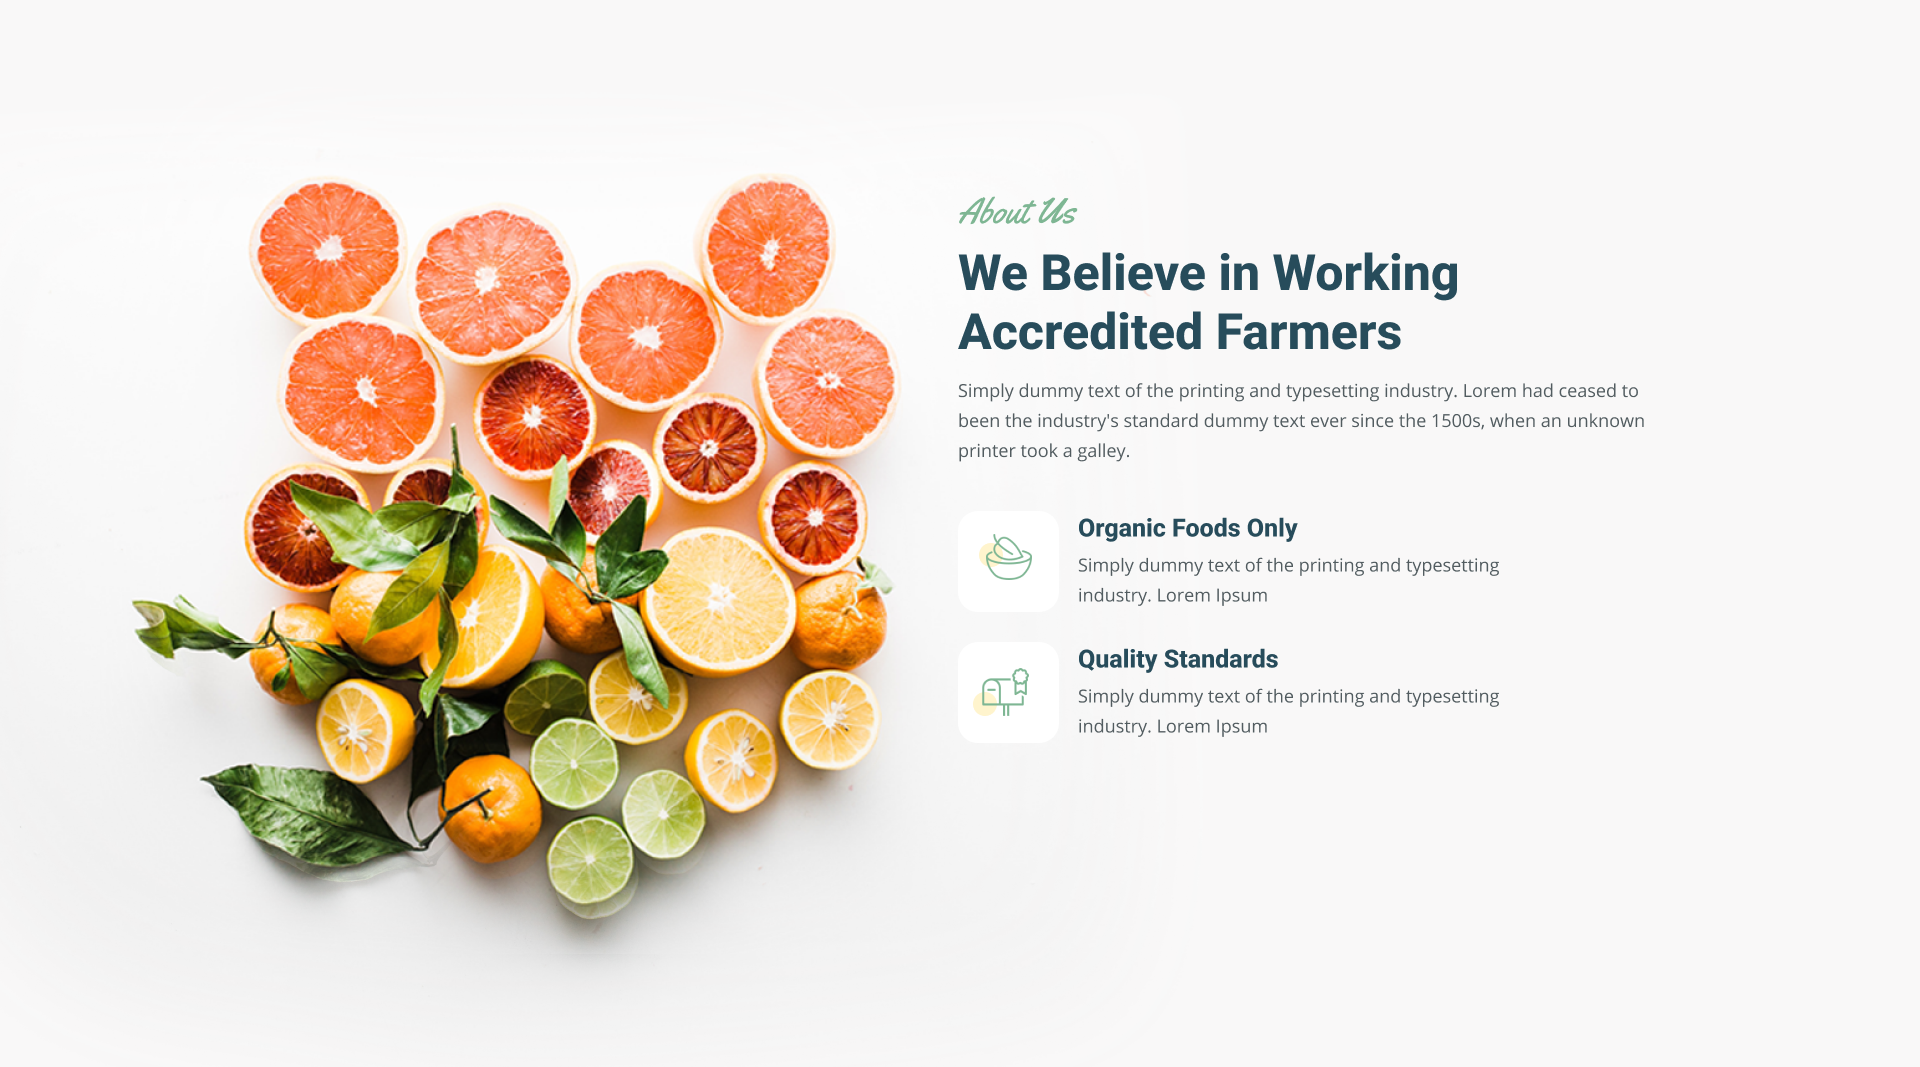 About Us
We Believe in Working
Accredited Farmers
Simply dummy text of the printing and typesetting industry. Lorem had ceased to
been the industry's standard dummy text ever since the 1500s, when an unknown
printer took a galley.
Organic Foods Only
Simply dummy text of the printing and typesetting
industry. Lorem Ipsum
Quality Standards
Simply dummy text of the printing and typesetting
industry. Lorem Ipsum